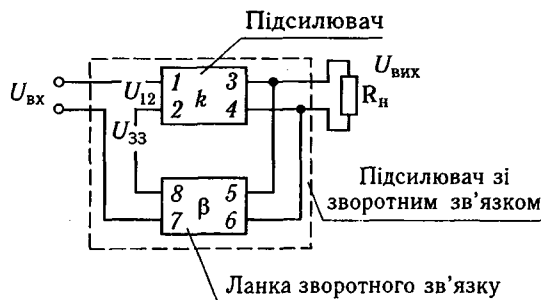 Підсилювач
U_вх
U_12
1 3
2 k 4
U_вих
R_н
U_33
8 5
β
7 6
Підсилювач зі
зворотним зв'язком
Ланка зворотного зв'язку